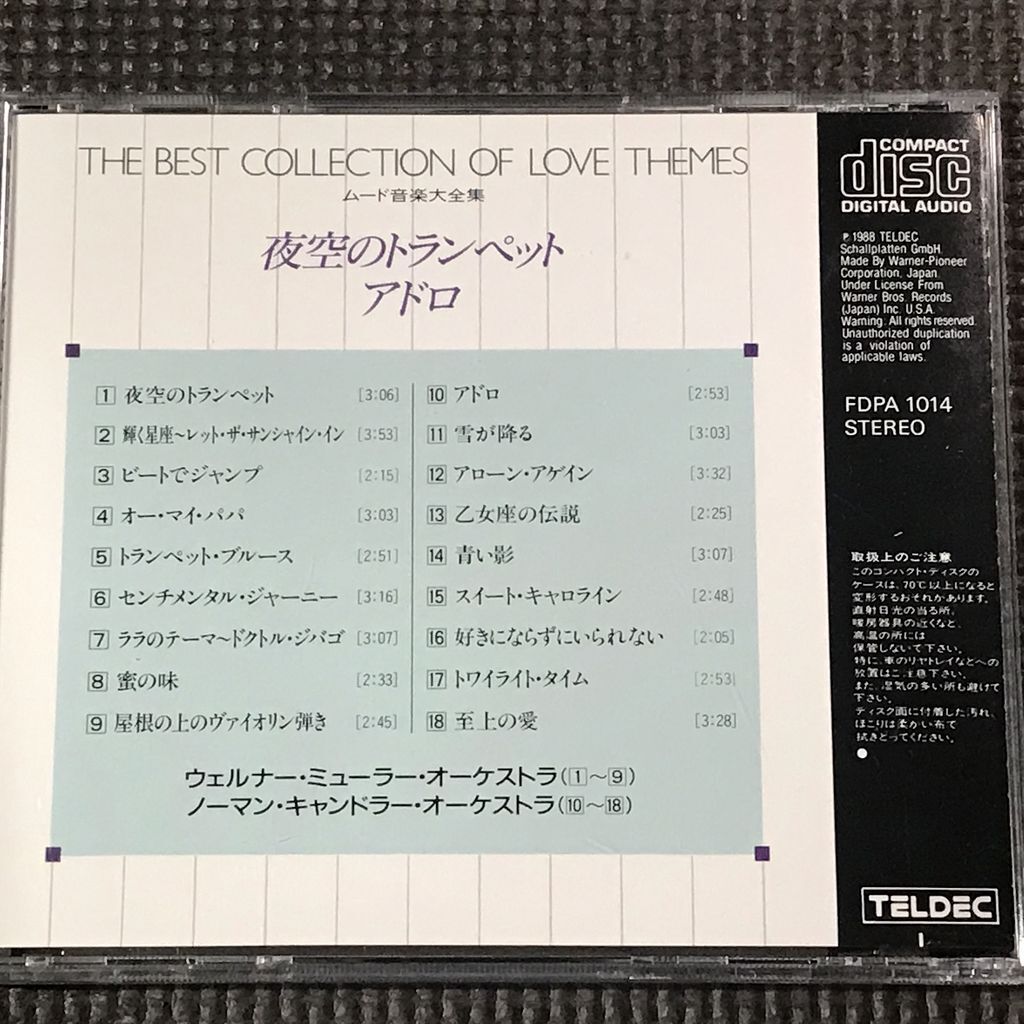 THE BEST COLLECTION OF LOVE THEMES
ムード音楽大全集
夜空のトランペット
アドロ
1 夜空のトランペット [3:06]
2 輝く星座~レット・ザ・サンシャイン・イン [3:53]
3 ビートでジャンプ [2:15]
4 オー・マイ・パパ [3:03]
5 トランペット・ブルース [2:51]
6 センチメンタル・ジャーニー [3:16]
7 ララのテーマ~ドクトル・ジバゴ [3:07]
8 蜜の味 [2:33]
9 屋根の上のヴァイオリン弾き [2:45]
10 アドロ [2:53]
11 雪が降る [3:03]
12 アローン・アゲイン [3:32]
13 乙女座の伝説 [2:25]
14 青い影 [3:07]
15 スイート・キャロライン [2:48]
16 好きにならずにいられない [2:05]
17 トワイライト・タイム [2:53]
18 至上の愛 [3:28]
ウェルナー・ミューラー・オーケストラ(1~9)
ノーマン・キャンドラー・オーケストラ(10~18)
COMPACT
disc
DIGITAL AUDIO
℗ 1988 TELDEC
Schallplatten GmbH
Made By Warner-Pioneer
Corporation, Japan.
Under License From
Warner Bros. Records
(Japan) Inc. U.S.A.
Warning. All rights reserved.
Unauthorized duplication
is a violation of
applicable laws.
FDPA 1014
STEREO
取扱上のご注意
このコンパクト・ディスクの
ケースは、70℃以上になると
変形するおそれがあります。
直射日光の当る所、
暖房器具の近くなど、
高温の所には
保管しないで下さい。
特に、車のリヤトレイなどへの
放置はご注意下さい。
また、湿気の多い所も避けて
下さい。
ディスク面に付着した汚れ、
ほこりは柔かい布で
拭きとってください。
TELDEC